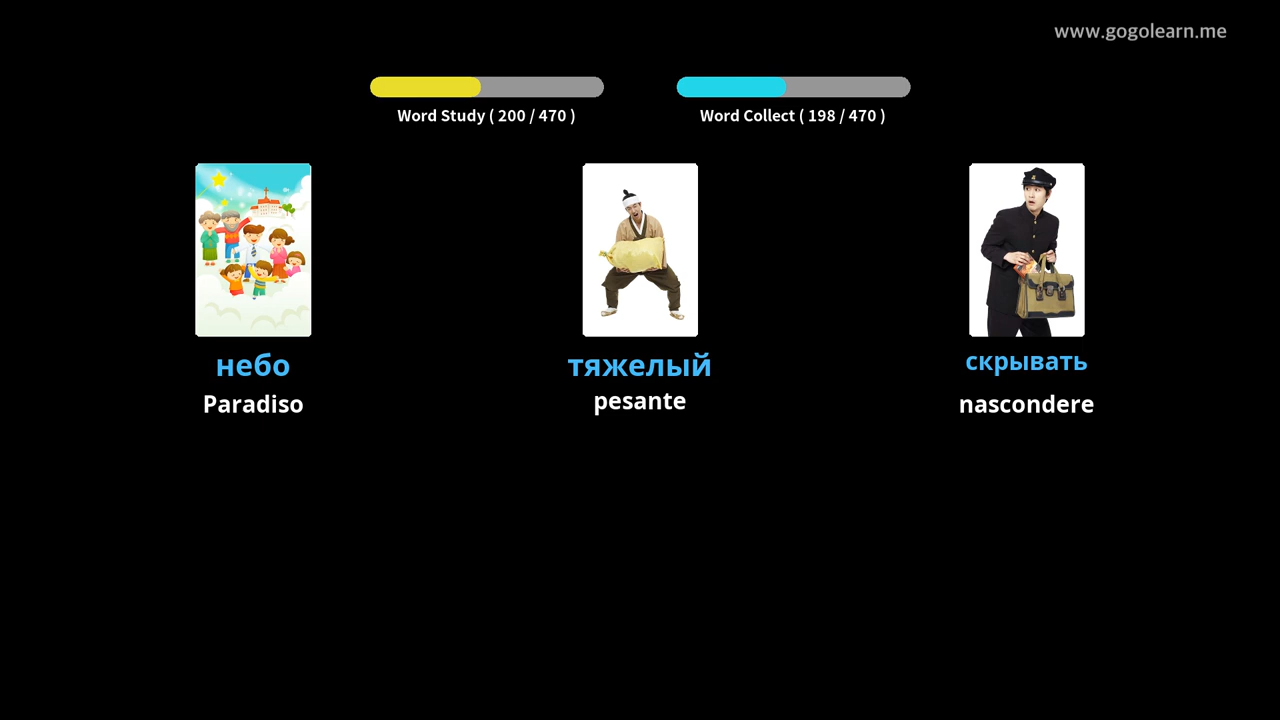 www.gogolearn.me
Word Study ( 200 / 470 )
Word Collect ( 198 / 470 )
небо
тяжелый
скрывать
Paradiso
pesante
nascondere